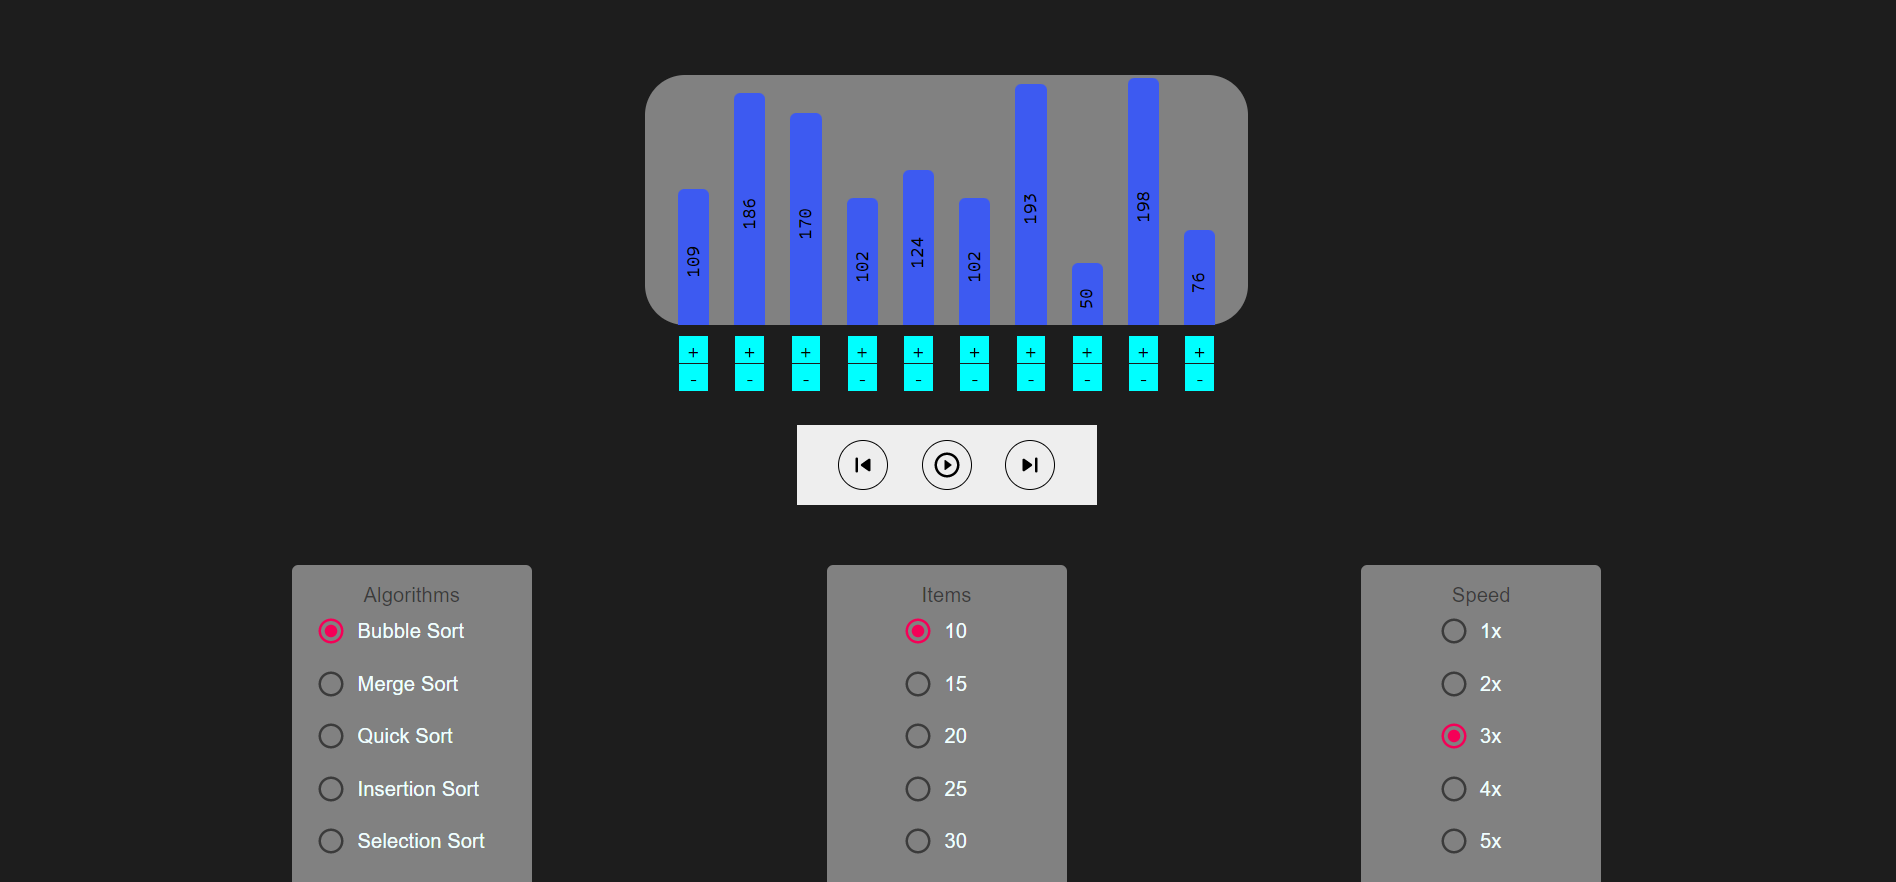 109 186 170 102 124 102 193 50 198 76
+ + + + + + + + + +
- - - - - - - - - -
Algorithms
Bubble Sort
Merge Sort
Quick Sort
Insertion Sort
Selection Sort
Items
10
15
20
25
30
Speed
1x
2x
3x
4x
5x